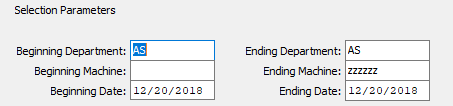 Selection Parameters
Beginning Department: AS Ending Department: AS
Beginning Machine: Ending Machine: zzzzzz
Beginning Date: 12/20/2018 Ending Date: 12/20/2018